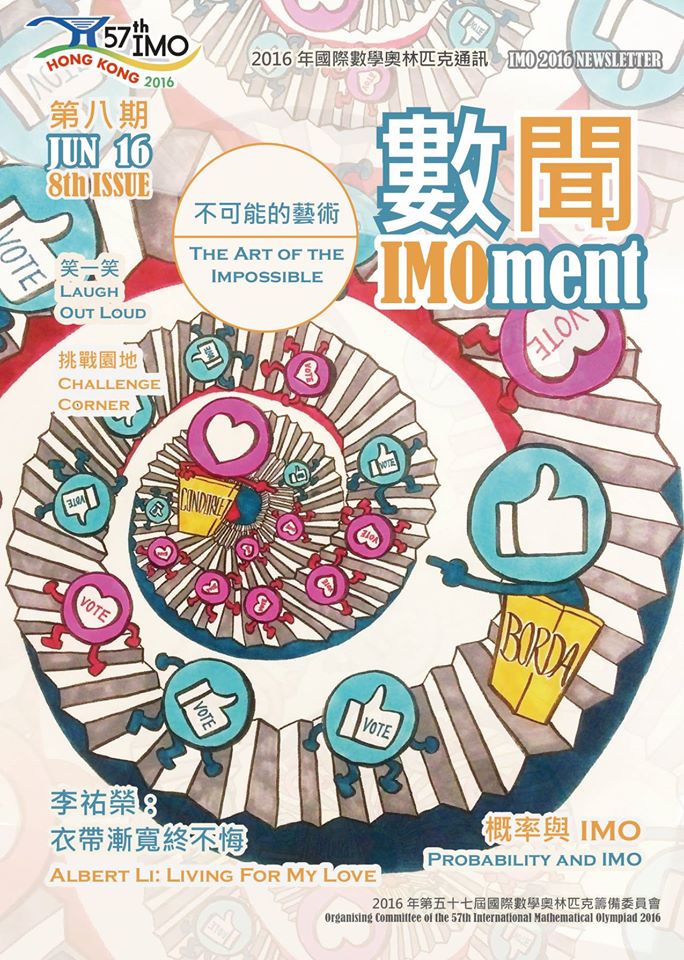 57th
IMO
HONG KONG 2016
2016 年國際數學奧林匹克通訊 IMO 2016 NEWSLETTER
第八期
JUN 16
8th ISSUE
數聞
IMOment
不可能的藝術
THE ART OF THE
IMPOSSIBLE
笑一笑
LAUGH
OUT LOUD
挑戰園地
CHALLENGE
CORNER
VOTE
VOTE
VOTE
VOTE
VOTE
VOTE
VOTE
VOTE
VOTE
BORDA
李祐榮：
衣帶漸寬終不悔
ALBERT LI: LIVING FOR MY LOVE
概率與 IMO
PROBABILITY AND IMO
2016 年第五十七屆國際數學奧林匹克籌備委員會
Organising Committee of the 57th International Mathematical Olympiad 2016